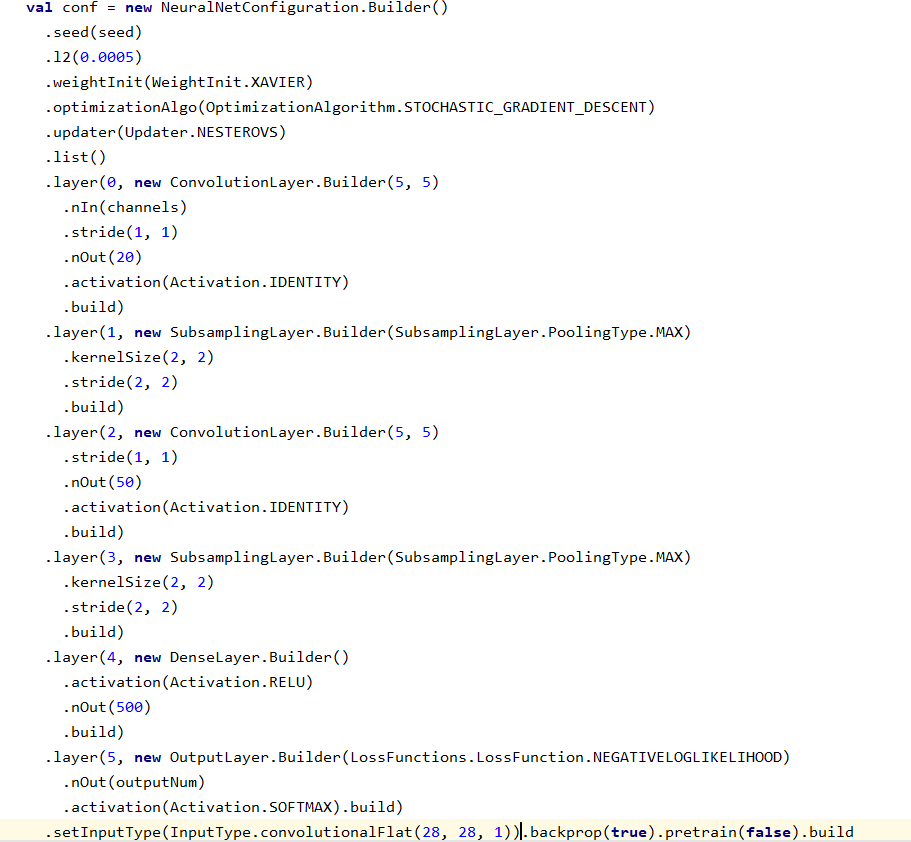 val conf = new NeuralNetConfiguration.Builder()
.seed(seed)
.l2(0.0005)
.weightInit(WeightInit.XAVIER)
.optimizationAlgo(OptimizationAlgorithm.STOCHASTIC_GRADIENT_DESCENT)
.updater(Updater.NESTEROVS)
.list()
.layer(0, new ConvolutionLayer.Builder(5, 5)
.nIn(channels)
.stride(1, 1)
.nOut(20)
.activation(Activation.IDENTITY)
.build)
.layer(1, new SubsamplingLayer.Builder(SubsamplingLayer.PoolingType.MAX)
.kernelSize(2, 2)
.stride(2, 2)
.build)
.layer(2, new ConvolutionLayer.Builder(5, 5)
.stride(1, 1)
.nOut(50)
.activation(Activation.IDENTITY)
.build)
.layer(3, new SubsamplingLayer.Builder(SubsamplingLayer.PoolingType.MAX)
.kernelSize(2, 2)
.stride(2, 2)
.build)
.layer(4, new DenseLayer.Builder()
.activation(Activation.RELU)
.nOut(500)
.build)
.layer(5, new OutputLayer.Builder(LossFunctions.LossFunction.NEGATIVELOGLIKELIHOOD)
.nOut(outputNum)
.activation(Activation.SOFTMAX).build)
.setInputType(InputType.convolutionalFlat(28, 28, 1)).backprop(true).pretrain(false).build